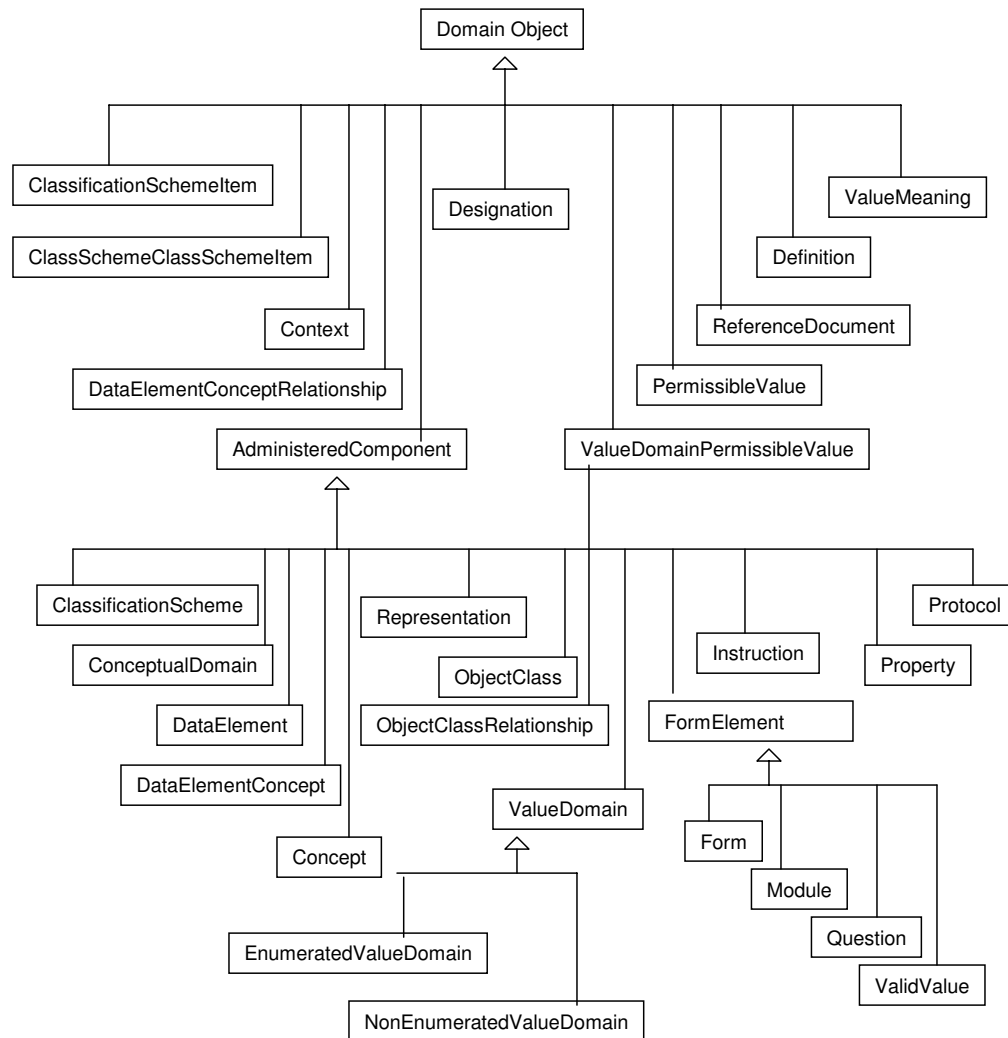 Domain Object
ClassificationSchemeItem
Designation
ValueMeaning
ClassSchemeClassSchemeItem
Definition
Context
ReferenceDocument
DataElementConceptRelationship
PermissibleValue
AdministeredComponent
ValueDomainPermissibleValue
ClassificationScheme
Representation
Protocol
ConceptualDomain
ObjectClass
Instruction
Property
DataElement
ObjectClassRelationship
FormElement
DataElementConcept
ValueDomain
Concept
Form
Module
EnumeratedValueDomain
Question
ValidValue
NonEnumeratedValueDomain